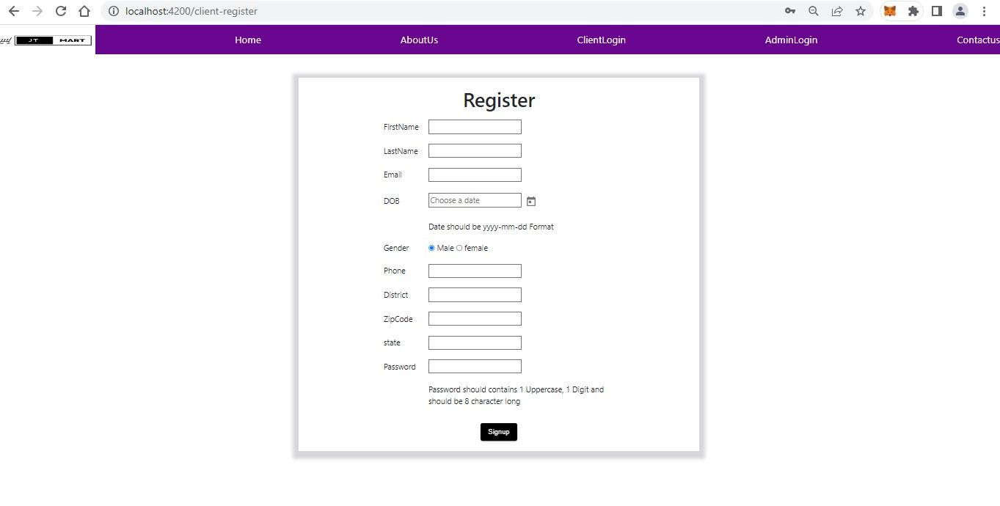 localhost:4200/client-register
JT MART
Home AboutUs ClientLogin AdminLogin Contactus
Register
FirstName
LastName
Email
DOB Choose a date
Date should be yyyy-mm-dd Format
Gender Male female
Phone
District
ZipCode
state
Password
Password should contains 1 Uppercase, 1 Digit and
should be 8 character long
Signup